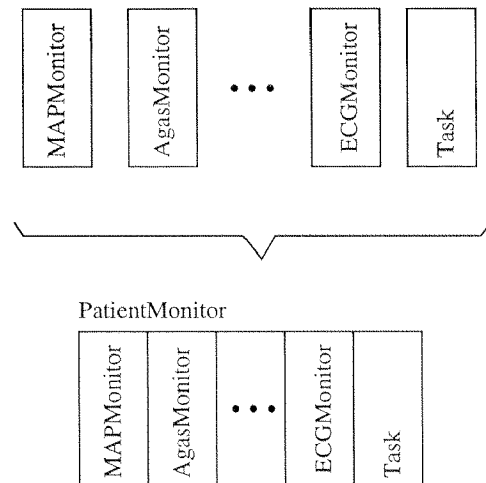 MAPMonitor
AgasMonitor
•••
ECGMonitor
Task
PatientMonitor
MAPMonitor
AgasMonitor
•••
ECGMonitor
Task